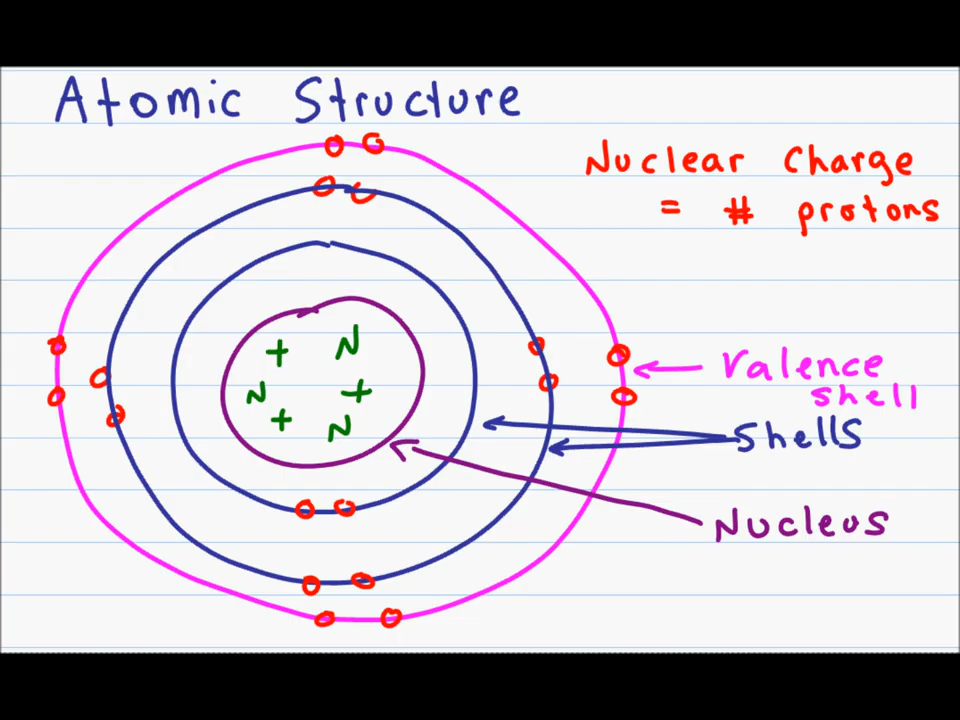 Atomic Structure
Nuclear Charge
= # protons
+ N
N +
+ N
Valence
shell
shells
Nucleus